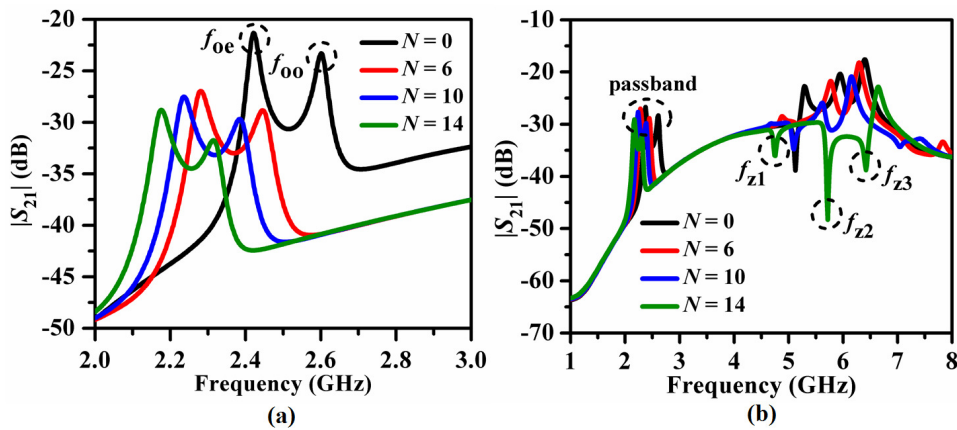 (a)
-20
-25
-30
-35
-40
-45
-50
|S21| (dB)
foe
foo
N = 0
N = 6
N = 10
N = 14
2.0 2.2 2.4 2.6 2.8 3.0
Frequency (GHz)
(a)
(b)
-10
-20
-30
-40
-50
-60
-70
|S21| (dB)
passband
fz1
fz2
fz3
N = 0
N = 6
N = 10
N = 14
1 2 3 4 5 6 7 8
Frequency (GHz)
(b)